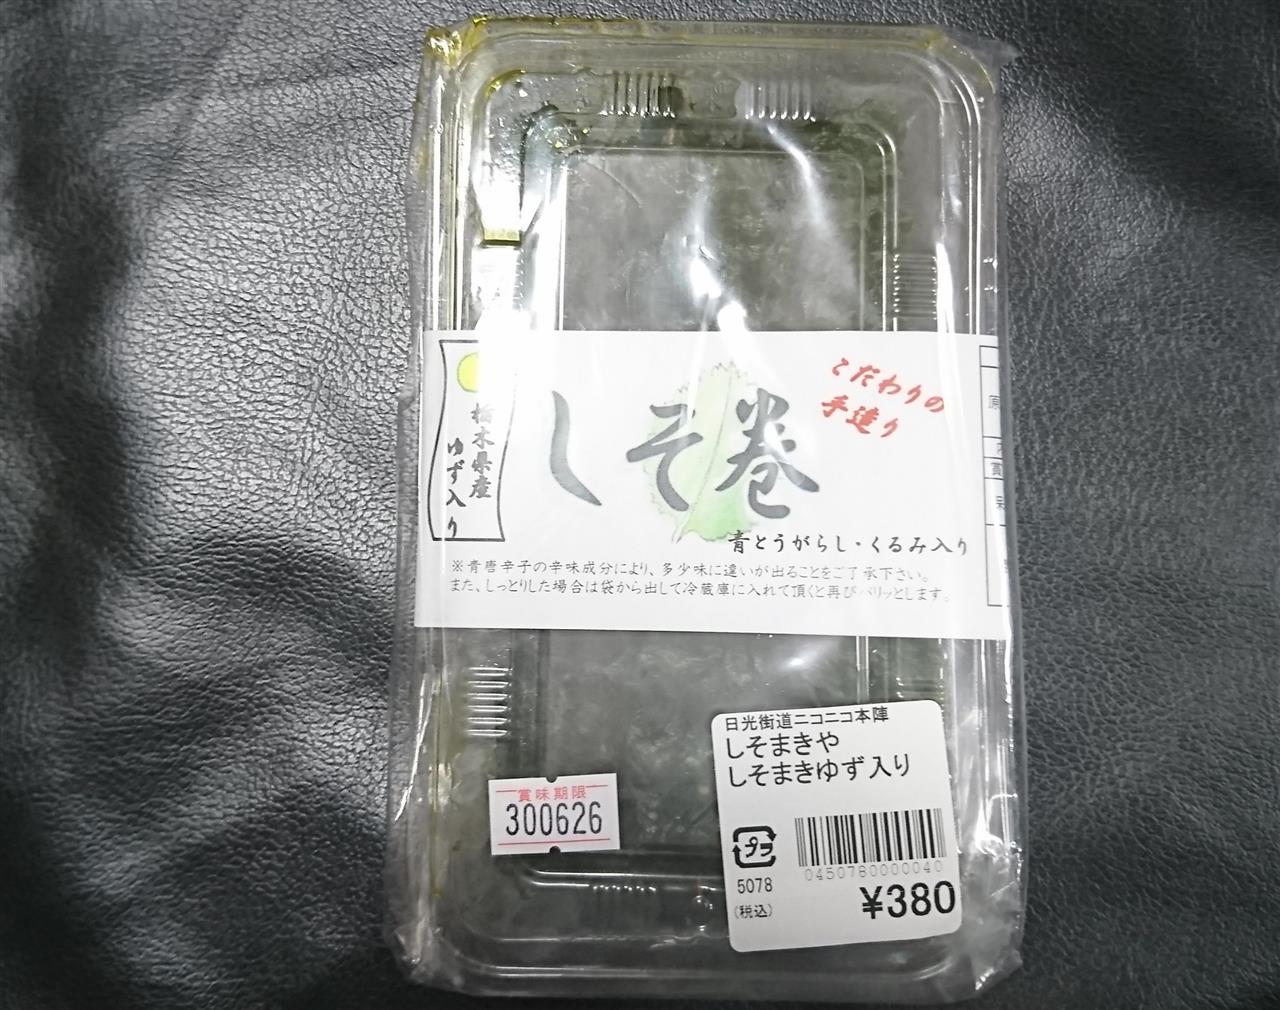 栃木県産
ゆず入り
しそ巻
こだわりの
手造り
青とうがらし・くるみ入り
※青唐辛子の辛味成分により、多少味に違いが出ることをご了承下さい。
また、しっとりした場合は袋から出して冷蔵庫に入れて頂くと再びパリッとします。
原
賞味期限
300626
日光街道ニコニコ本陣
しそまきや
しそまきゆず入り
プラ
0450780000040
5078
(税込)
¥380